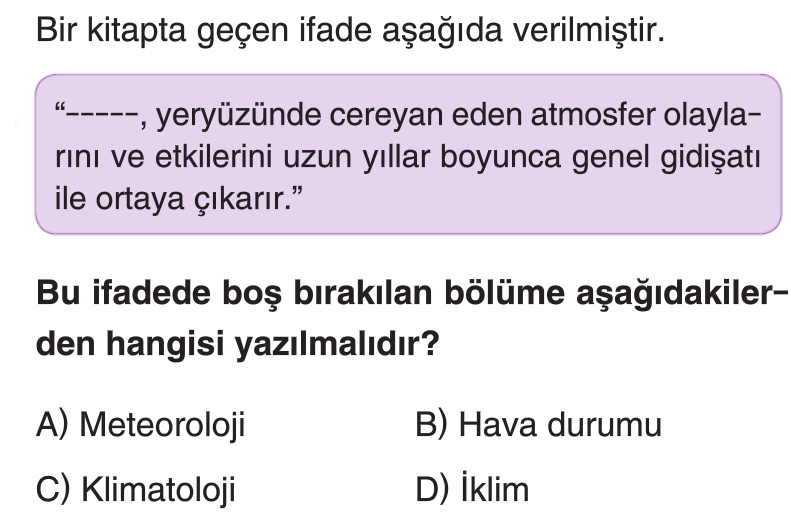 Bir kitapta geçen ifade aşağıda verilmiştir.
“-----, yeryüzünde cereyan eden atmosfer olayla-
rını ve etkilerini uzun yıllar boyunca genel gidişatı
ile ortaya çıkarır.”
Bu ifadede boş bırakılan bölüme aşağıdakiler-
den hangisi yazılmalıdır?
A) Meteoroloji B) Hava durumu
C) Klimatoloji D) İklim